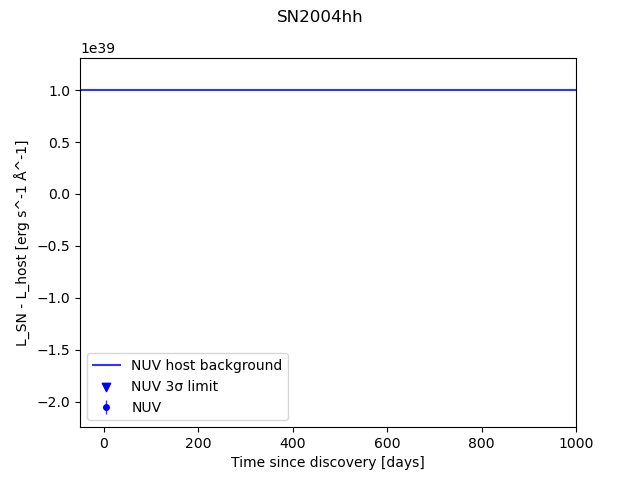 SN2004hh
1e39
1.0
0.5
0.0
−0.5
−1.0
−1.5
−2.0
L_SN - L_host [erg s^-1 Å^-1]
NUV host background
NUV 3σ limit
NUV
0 200 400 600 800 1000
Time since discovery [days]